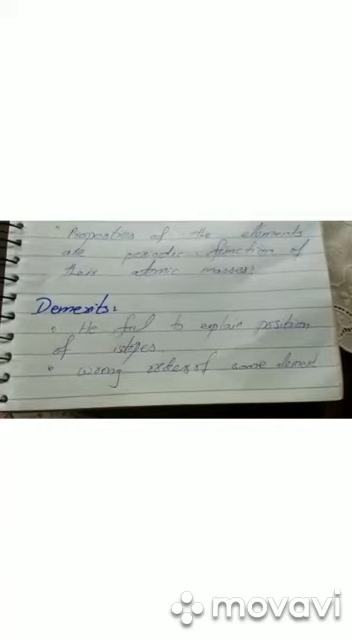 "Properties of the elements
are periodic function of
their atomic masses."
Demerits:
• He fail to explain position
of isotopes.
• wrong order of some element
movavi